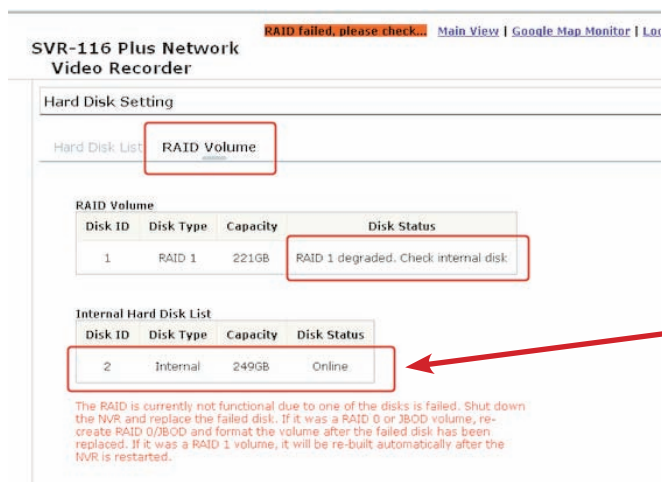 RAID failed, please check... Main View | Google Map Monitor |
SVR-116 Plus Network
Video Recorder
Hard Disk Setting
Hard Disk List RAID Volume
RAID Volume
Disk ID Disk Type Capacity Disk Status
1 RAID 1 221GB RAID 1 degraded. Check internal disk
Internal Hard Disk List
Disk ID Disk Type Capacity Disk Status
2 Internal 249GB Online
The RAID is currently not functional due to one of the disks is failed. Shut down
the NVR and replace the failed disk. If it was a RAID 0 or JBOD volume, re-
create RAID 0/JBOD and format the volume after the failed disk has been
replaced. If it was a RAID 1 volume, it will be re-built automatically after the
NVR is restarted.